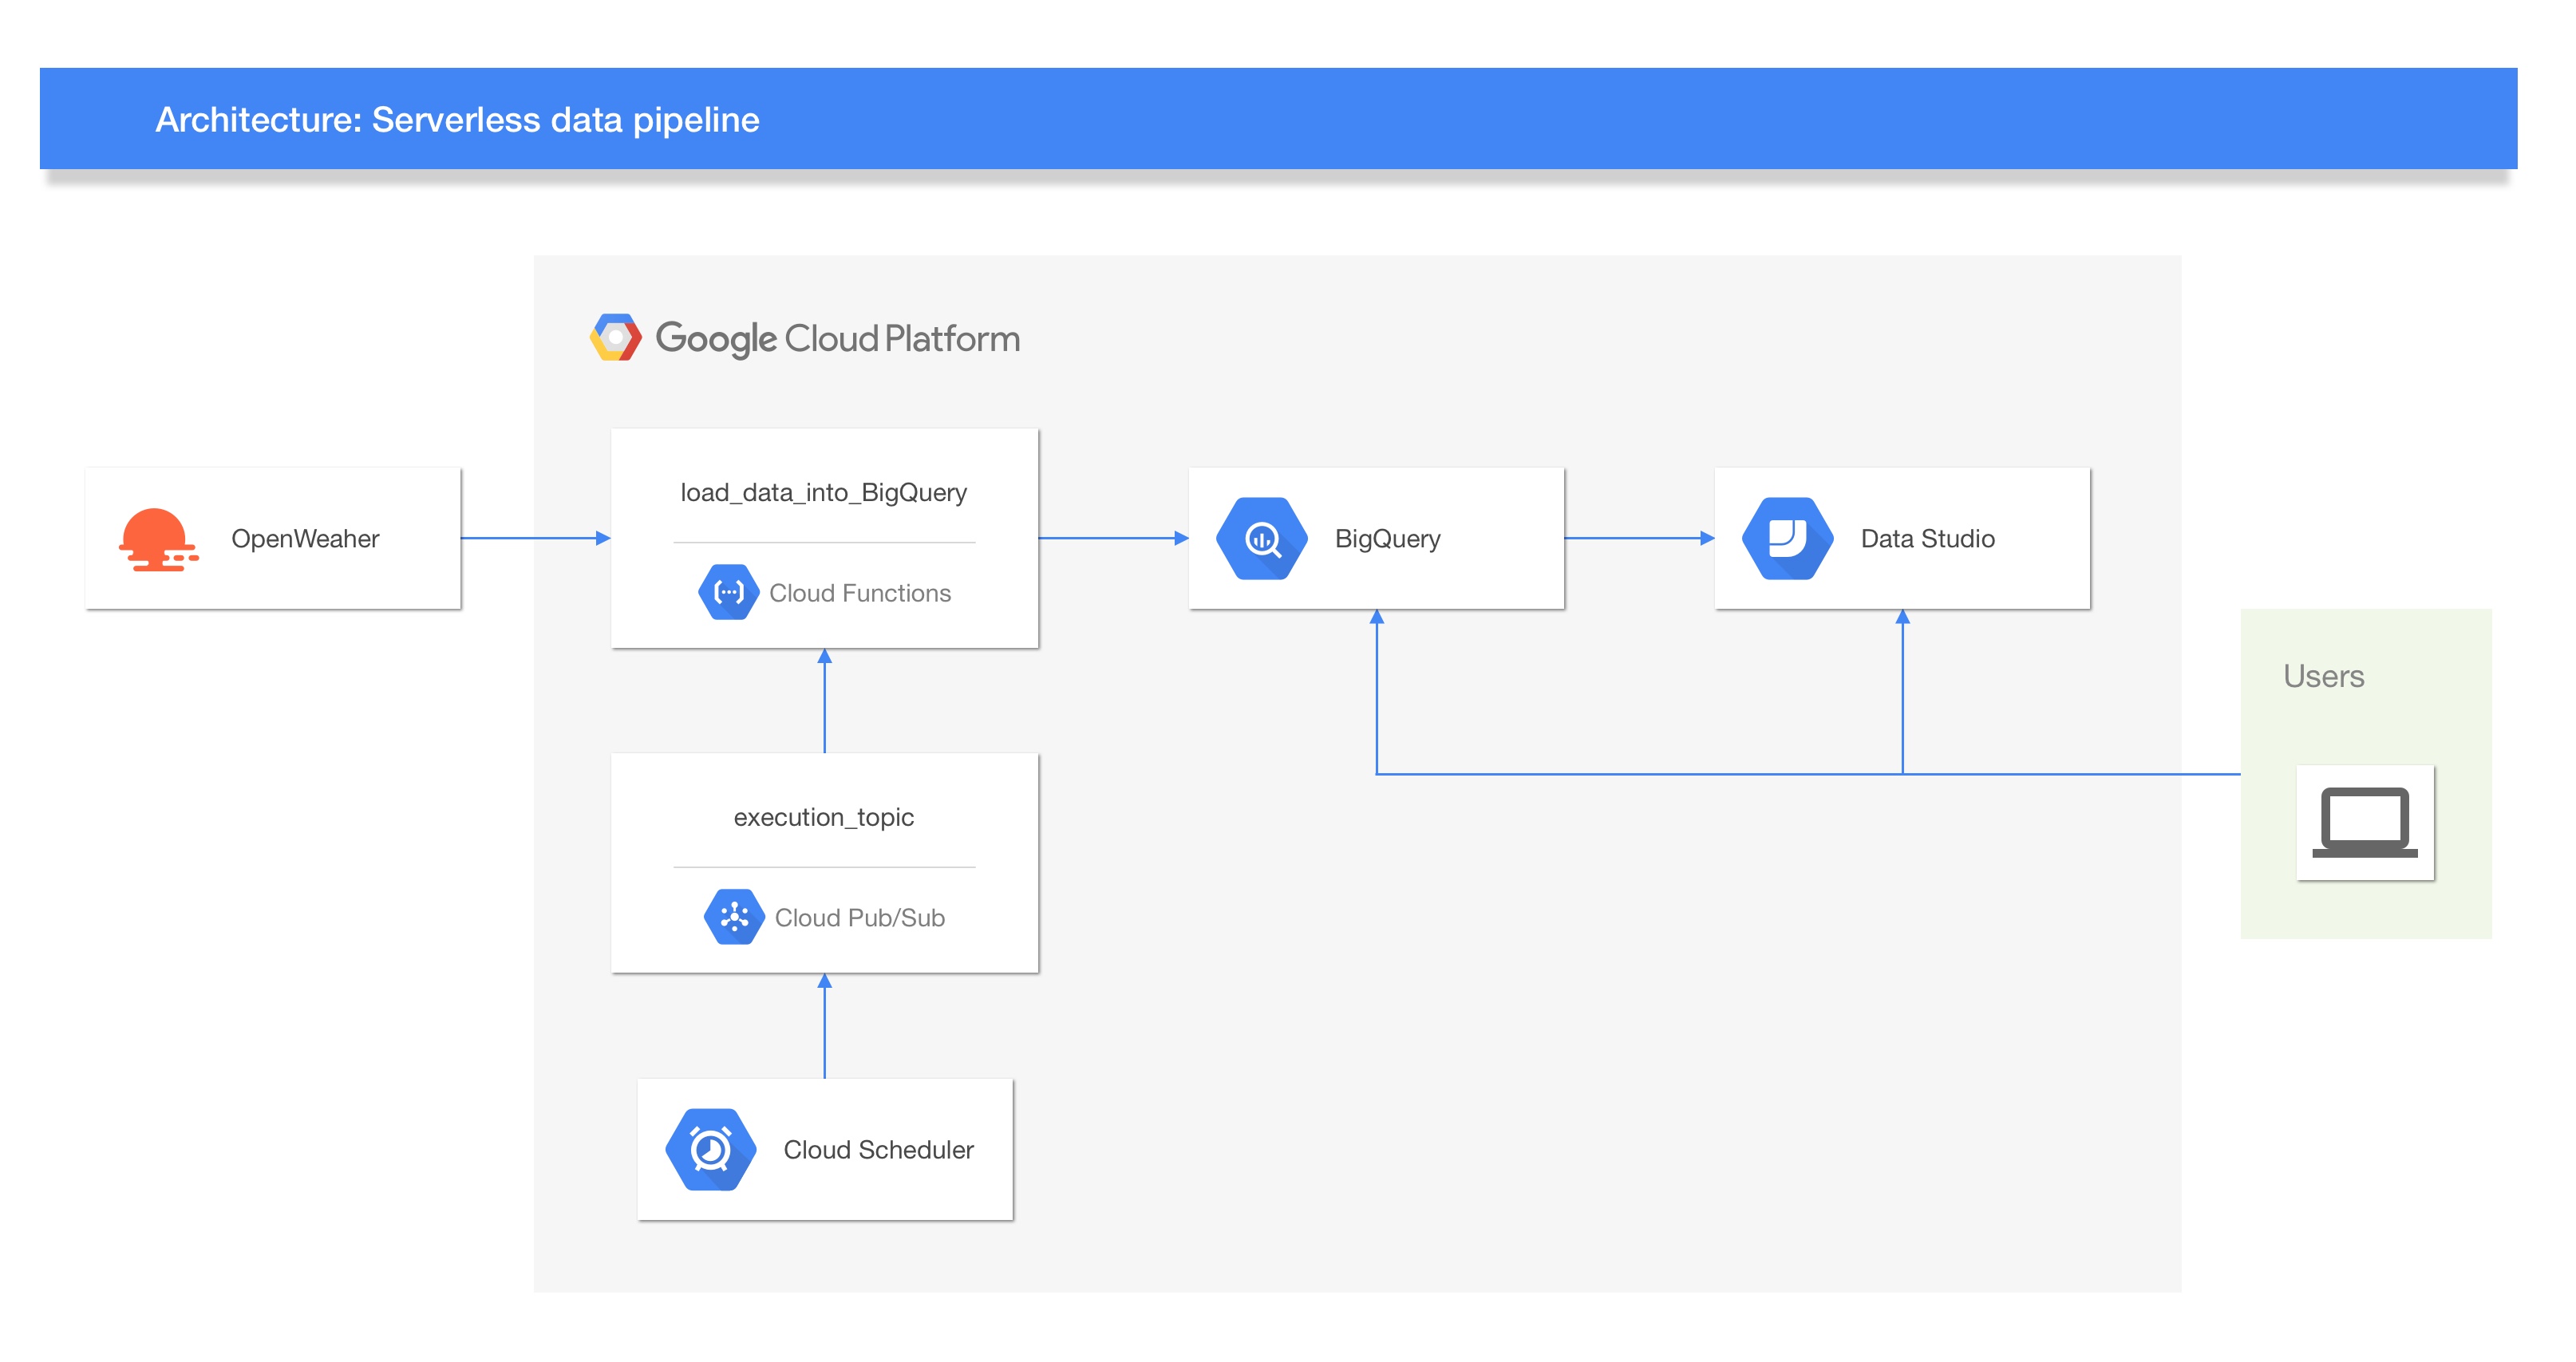 Architecture: Serverless data pipeline
Google Cloud Platform
OpenWeaher
load_data_into_BigQuery
Cloud Functions
BigQuery
Data Studio
Users
execution_topic
Cloud Pub/Sub
Cloud Scheduler